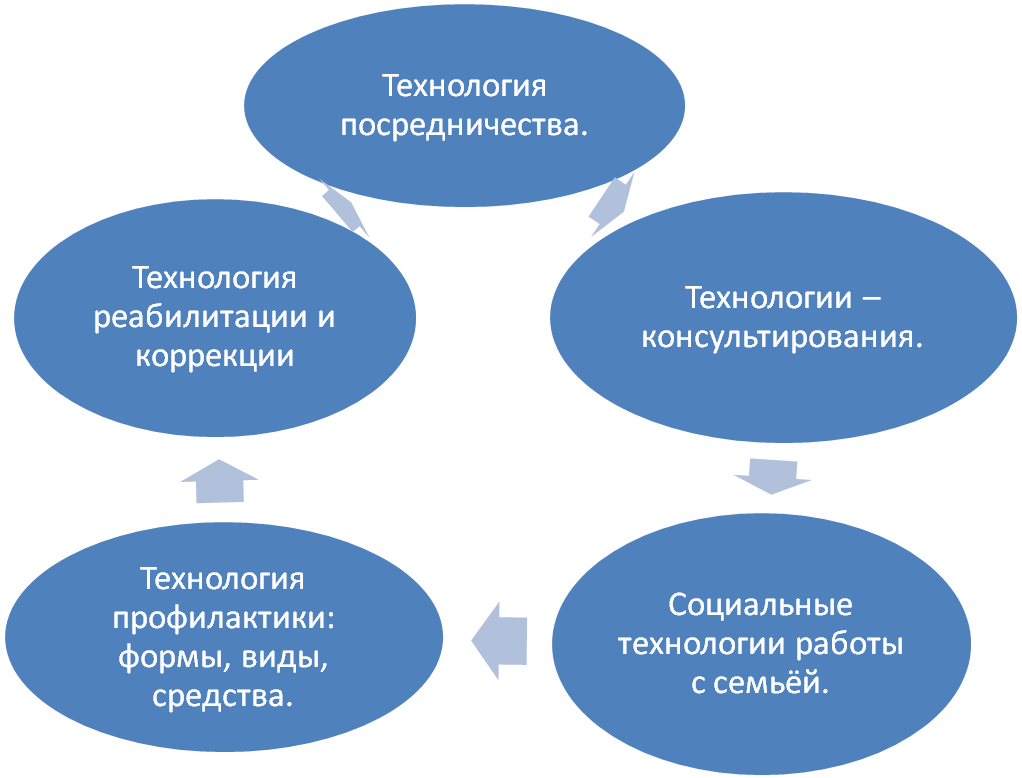 Технология
посредничества.
Технологии –
консультирования.
Социальные
технологии работы
с семьёй.
Технология
профилактики:
формы, виды,
средства.
Технология
реабилитации и
коррекции